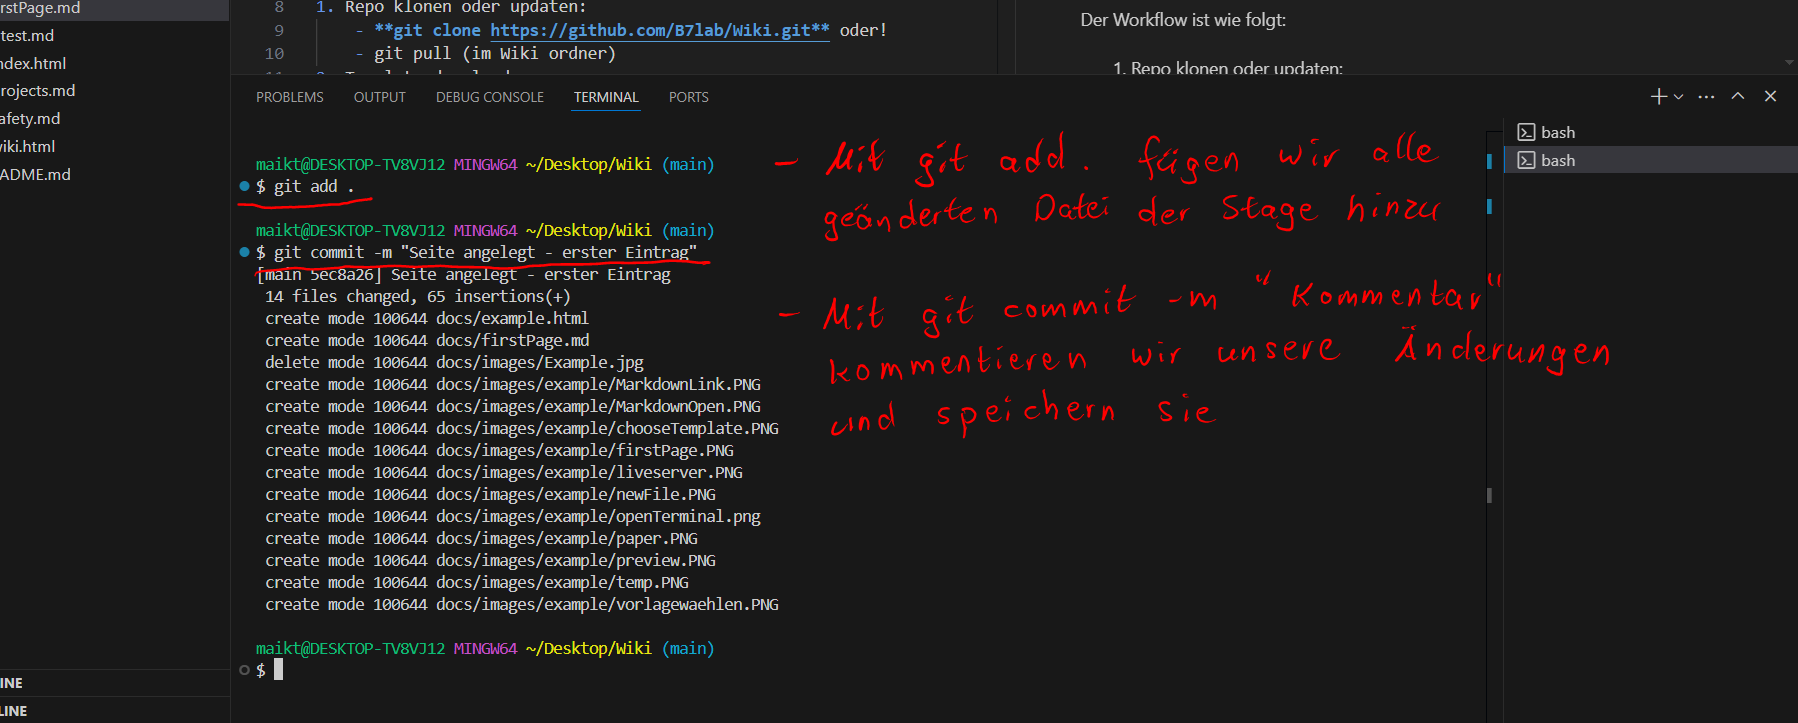 rstPage.md
test.md
ndex.html
rojects.md
afety.md
viki.html
ADME.md
INE
LINE
8 1. Repo klonen oder updaten:
9 - **git clone https://github.com/B7lab/Wiki.git** oder!
10 - git pull (im Wiki ordner)
Der Workflow ist wie folgt:
1. Repo klonen oder updaten:
PROBLEMS OUTPUT DEBUG CONSOLE TERMINAL PORTS
bash
bash
maikt@DESKTOP-TV8VJ12 MINGW64 ~/Desktop/Wiki (main)
$ git add .
maikt@DESKTOP-TV8VJ12 MINGW64 ~/Desktop/Wiki (main)
$ git commit -m "Seite angelegt - erster Eintrag"
[main 5ec8a26] Seite angelegt - erster Eintrag
14 files changed, 65 insertions(+)
create mode 100644 docs/example.html
create mode 100644 docs/firstPage.md
delete mode 100644 docs/images/Example.jpg
create mode 100644 docs/images/example/MarkdownLink.PNG
create mode 100644 docs/images/example/MarkdownOpen.PNG
create mode 100644 docs/images/example/chooseTemplate.PNG
create mode 100644 docs/images/example/firstPage.PNG
create mode 100644 docs/images/example/liveserver.PNG
create mode 100644 docs/images/example/newFile.PNG
create mode 100644 docs/images/example/openTerminal.png
create mode 100644 docs/images/example/paper.PNG
create mode 100644 docs/images/example/preview.PNG
create mode 100644 docs/images/example/temp.PNG
create mode 100644 docs/images/example/vorlagewaehlen.PNG
maikt@DESKTOP-TV8VJ12 MINGW64 ~/Desktop/Wiki (main)
$
- Mit git add . fügen wir alle
geänderten Datei der Stage hinzu
- Mit git commit -m "Kommentar"
kommentieren wir unsere Änderungen
und speichern sie